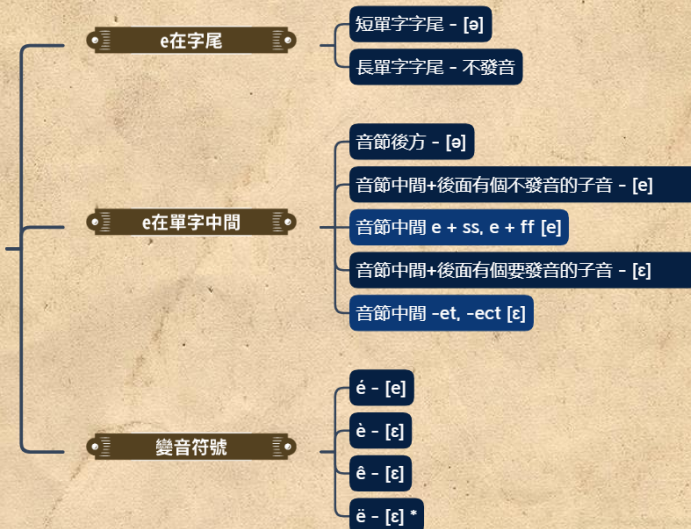 e在字尾
短單字字尾 - [ə]
長單字字尾 - 不發音
e在單字中間
音節後方 - [ə]
音節中間+後面有個不發音的子音 - [e]
音節中間 e + ss, e + ff [e]
音節中間+後面有個要發音的子音 - [ɛ]
音節中間 -et, -ect [ɛ]
變音符號
é - [e]
è - [ɛ]
ê - [ɛ]
ë - [ɛ] *